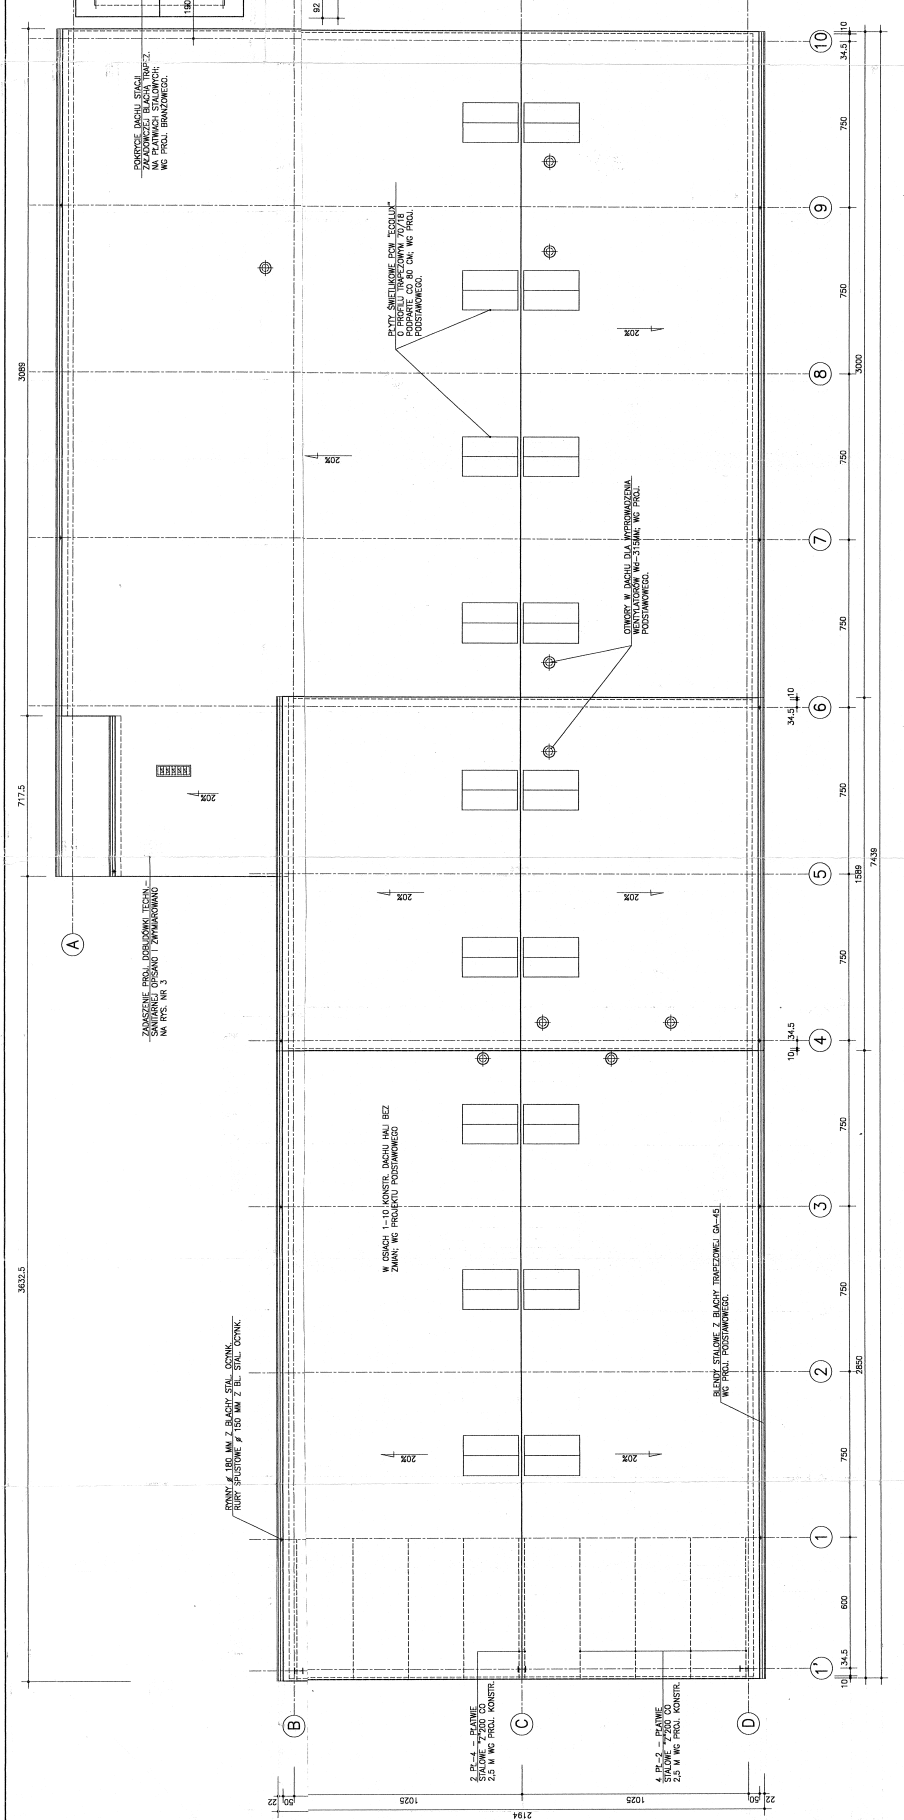 190
92
POKRYCIE DACHU STACJI
ZAŁADOWCZEJ BLACHĄ TRAPEZ.
NA PŁATWIACH STALOWYCH;
WG PROJ. BRANŻOWEGO.
PŁYTY ŚWIETLIKOWE PCW "ECOLUX"
O PROFILU TRAPEZOWYM 70/18
PODPARTE CO 80 CM; WG PROJ.
PODSTAWOWEGO.
OTWORY W DACHU DLA WYPROWADZENIA
WENTYLATORÓW Wd-315MM; WG PROJ.
PODSTAWOWEGO.
ZADASZENIE PROJ. DOBUDÓWKI TECHN.-
SANITARNEJ OPISANO I ZWYMIAROWANO
NA RYS. NR 3
W OSIACH 1-10 KONSTR. DACHU HALI BEZ
ZMIAN; WG PROJEKTU PODSTAWOWEGO
RYNNY ø 180 MM Z BLACHY STAL. OCYNK.
RURY SPUSTOWE ø 150 MM Z BL. STAL. OCYNK.
BLENDY STALOWE Z BLACHY TRAPEZOWEJ GA-45
WG PROJ. PODSTAWOWEGO.
2 PŁ-4 - PŁATWIE
STALOWE "Z"200 CO
2,5 M WG PROJ. KONSTR.
4 PŁ-2 - PŁATWIE
STALOWE "Z"200 CO
2,5 M WG PROJ. KONSTR.
20%
20%
20%
20%
20%
20%
20%
3089
717.5
3632.5
A
B
C
D
10
9
8
7
6
5
4
3
2
1
1'
10
34.5
750
750
750
750
34.5
10
750
750
10
34.5
750
750
750
600
34.5
10
3000
1589
2850
7439
22
50
1025
1025
50
22
2194